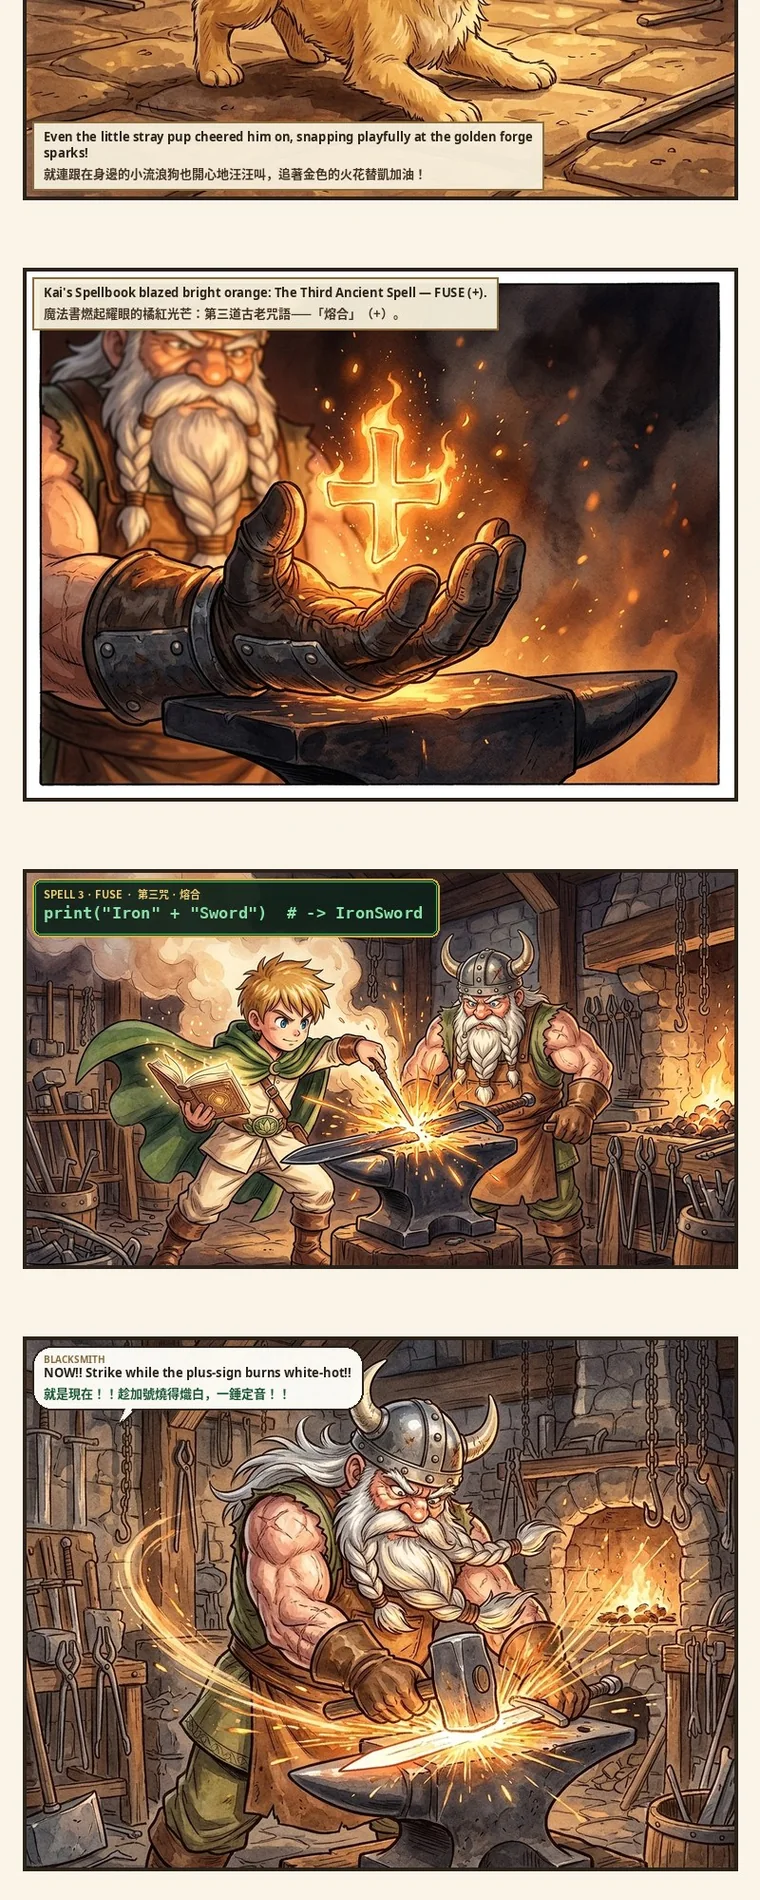 Even the little stray pup cheered him on, snapping playfully at the golden forge
sparks!
就連跟在身邊的小流浪狗也開心地汪汪叫，追著金色的火花替凱加油！
Kai's Spellbook blazed bright orange: The Third Ancient Spell — FUSE (+).
魔法書燃起耀眼的橘紅光芒：第三道古老咒語——「熔合」（+）。
SPELL 3 · FUSE · 第三咒 · 熔合
print("Iron" + "Sword")  # -> IronSword
BLACKSMITH
NOW!! Strike while the plus-sign burns white-hot!!
就是現在！！趁加號燒得熾白，一錘定音！！